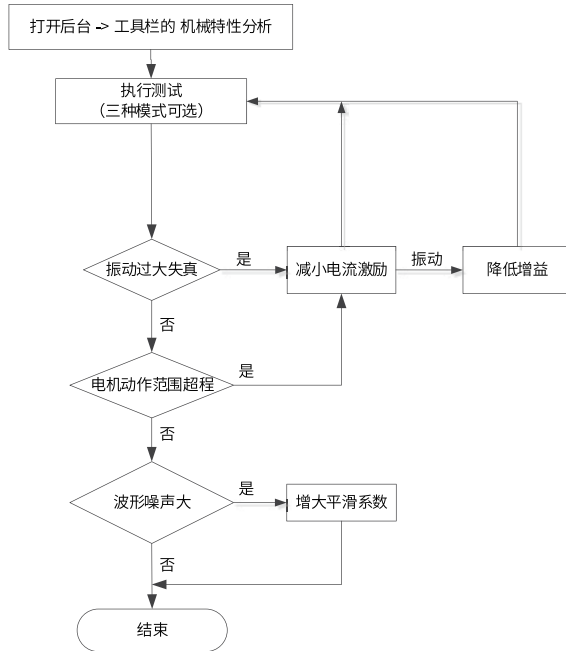 打开后台 -> 工具栏的 机械特性分析
执行测试
（三种模式可选）
振动过大失真
是
减小电流激励
振动
降低增益
否
电机动作范围超程
是
否
波形噪声大
是
增大平滑系数
否
结束